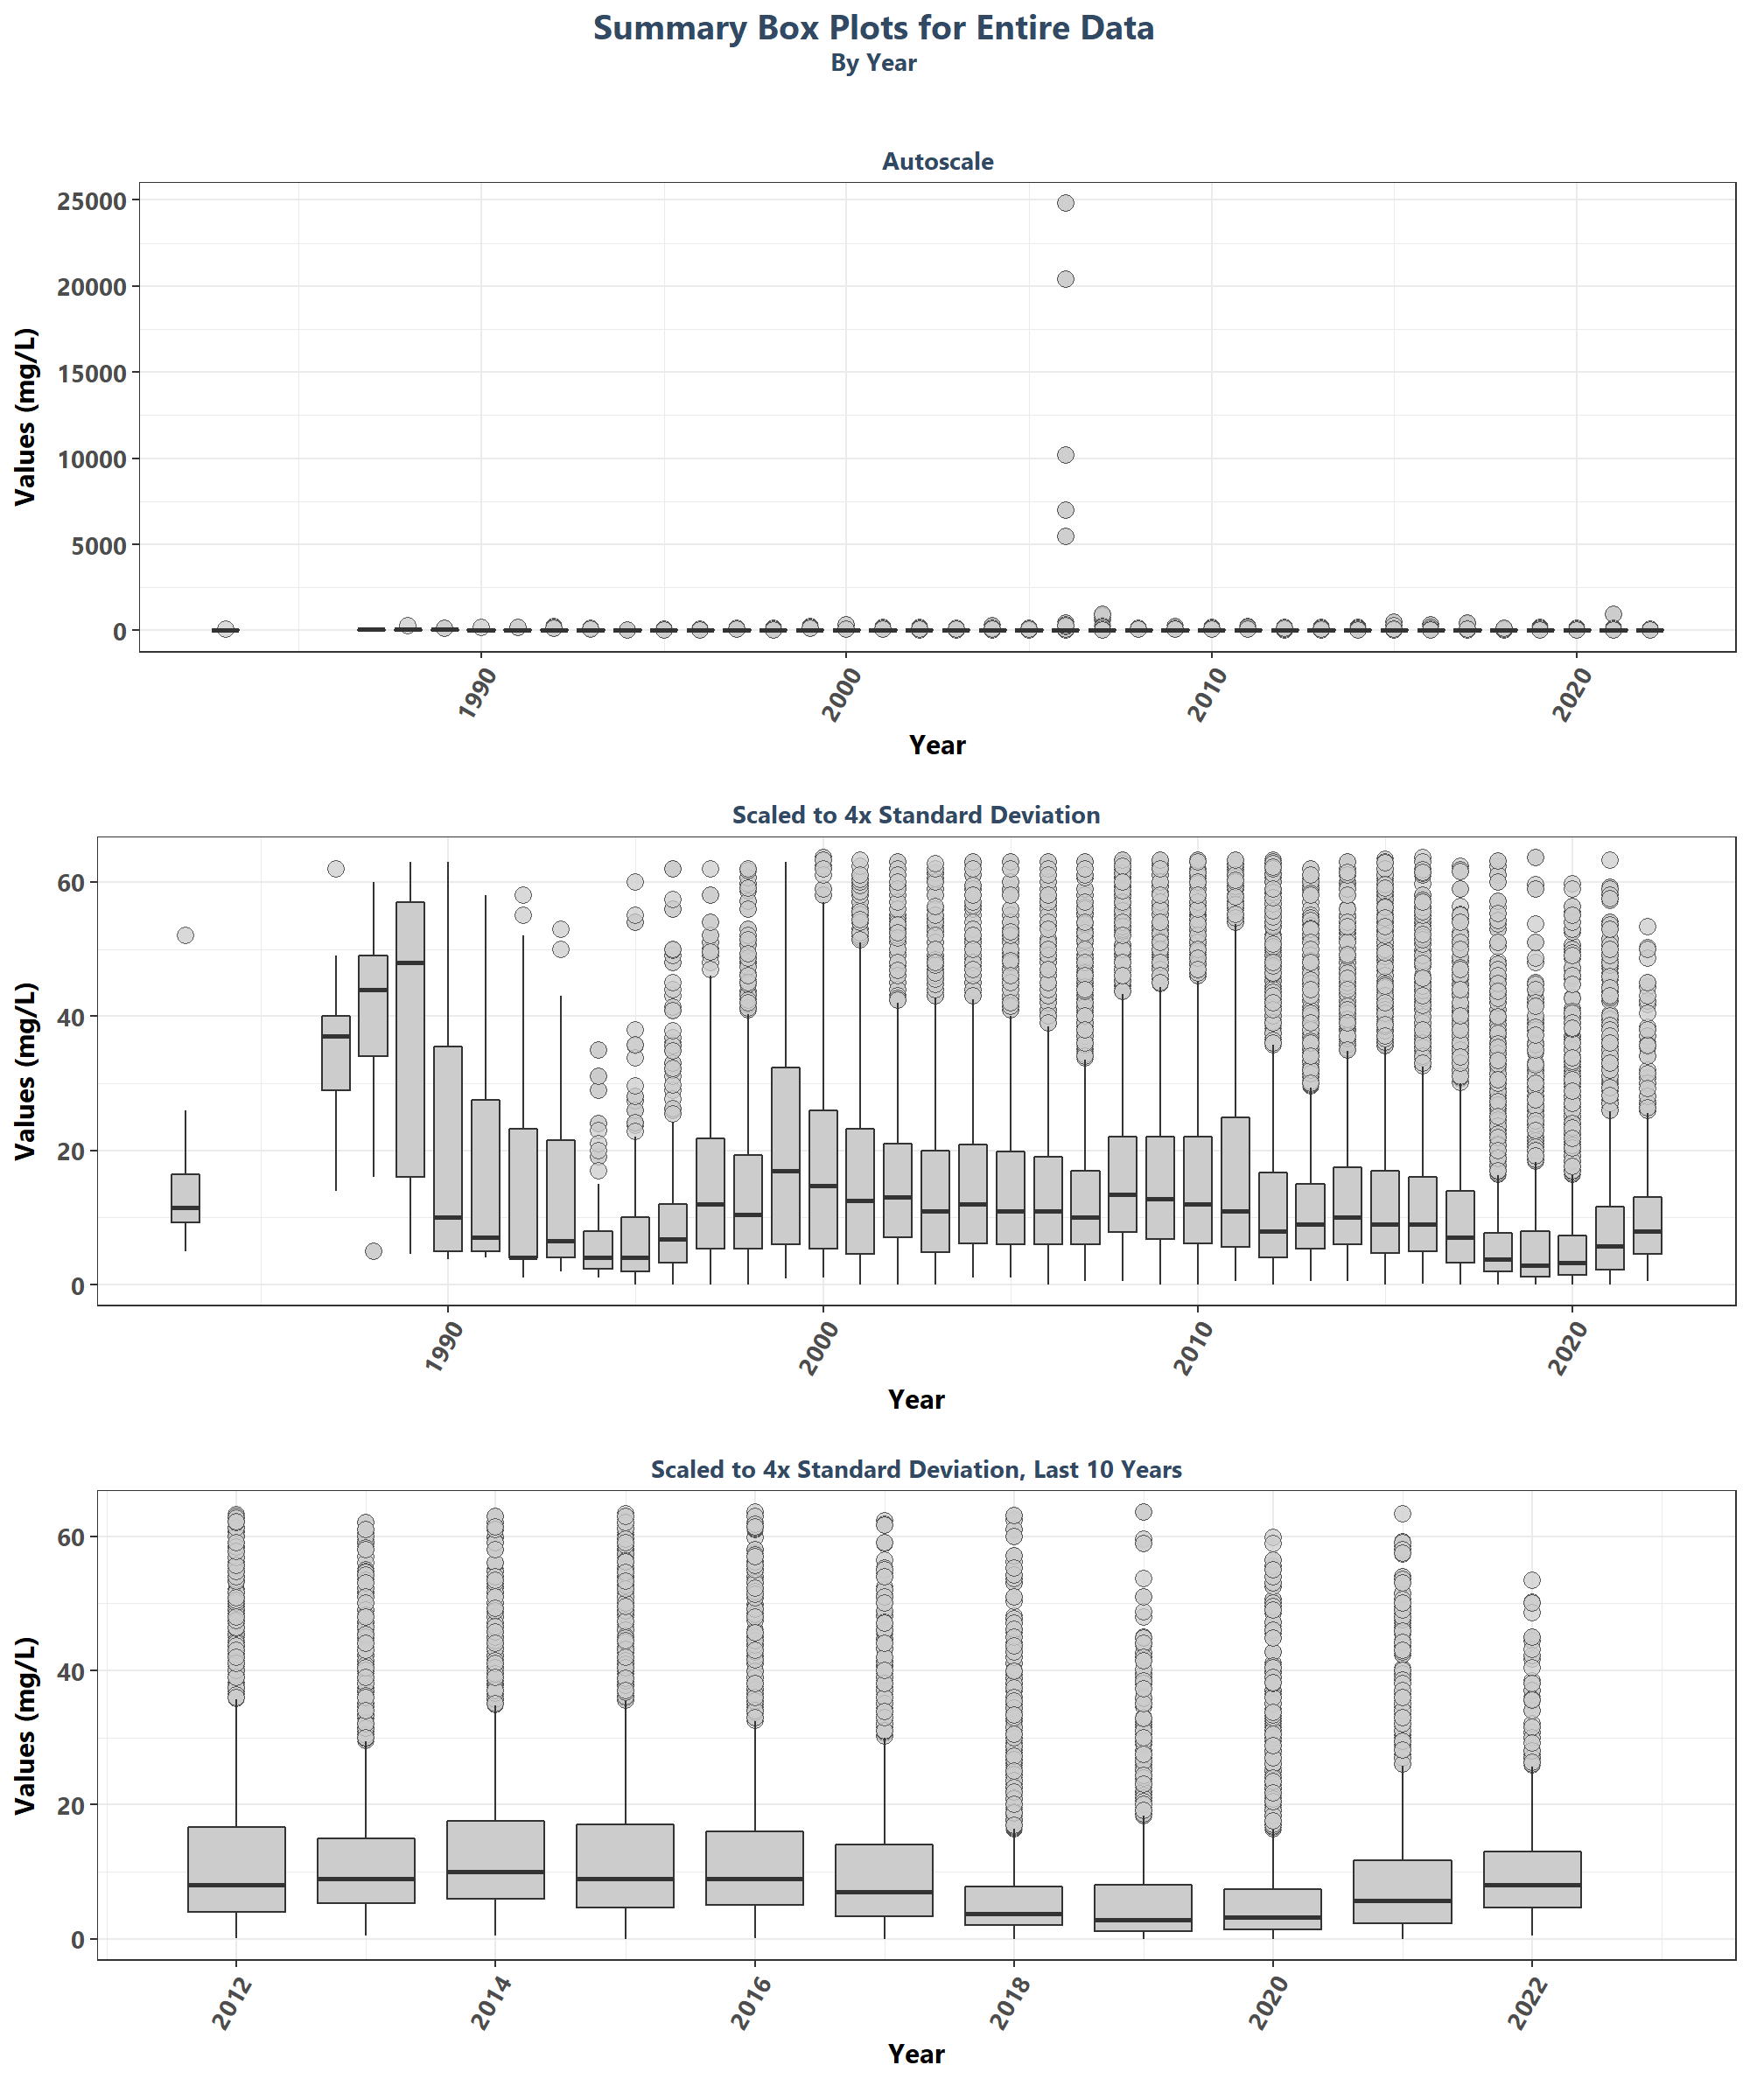 Summary Box Plots for Entire Data
By Year
Autoscale
Values (mg/L)
25000
20000
15000
10000
5000
0
1990
2000
2010
2020
Year
Scaled to 4x Standard Deviation
Values (mg/L)
60
40
20
0
1990
2000
2010
2020
Year
Scaled to 4x Standard Deviation, Last 10 Years
Values (mg/L)
60
40
20
0
2012
2014
2016
2018
2020
2022
Year